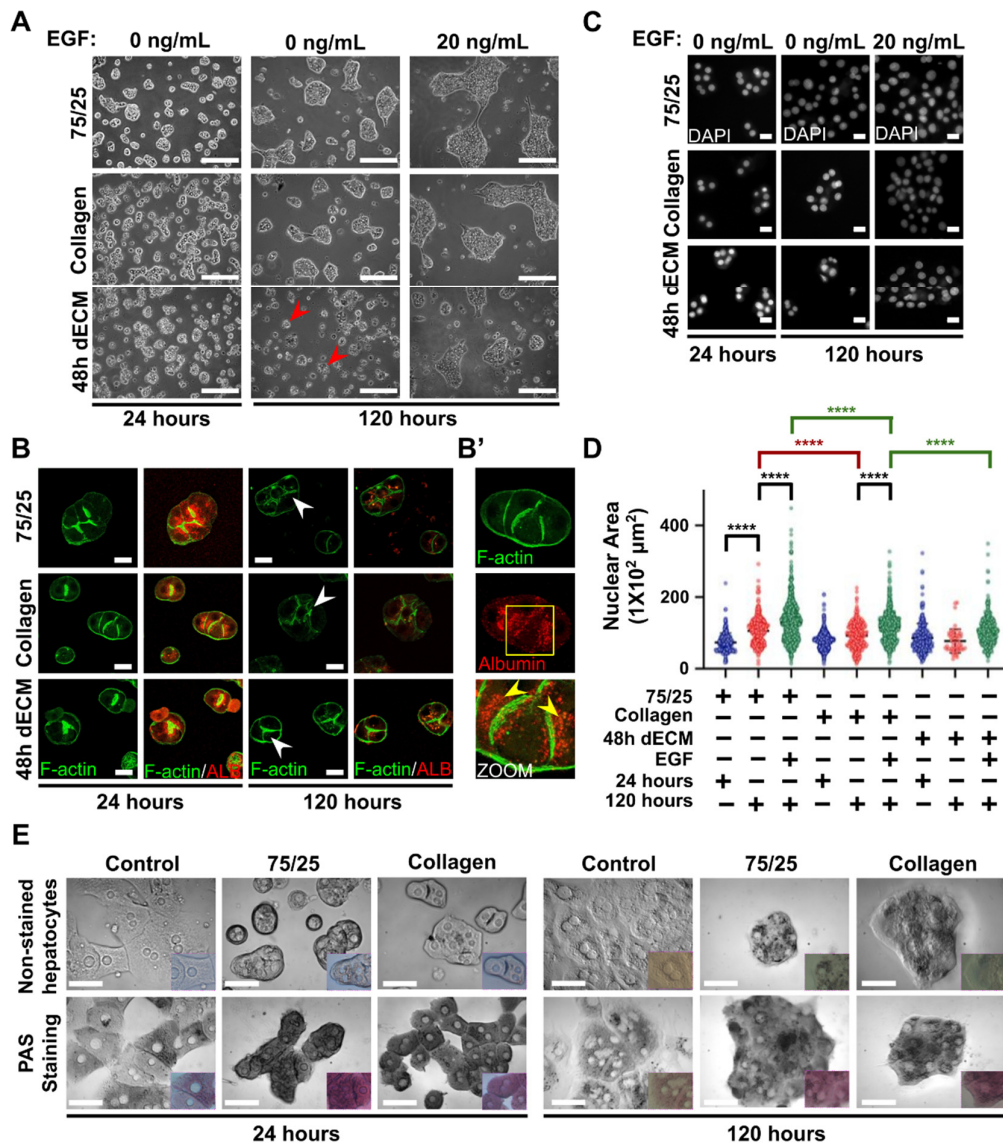 A
EGF: 0 ng/mL 0 ng/mL 20 ng/mL
75/25
Collagen
48h dECM
24 hours 120 hours
C
EGF: 0 ng/mL 0 ng/mL 20 ng/mL
75/25
DAPI DAPI DAPI
Collagen
48h dECM
24 hours 120 hours
B
75/25
Collagen
48h dECM
F-actin F-actin/ALB F-actin F-actin/ALB
24 hours 120 hours
B’
F-actin
Albumin
ZOOM
D
****
**** ****
**** ****
****
Nuclear Area
(1X10² µm²)
400
200
0
75/25 + + + – – – – – –
Collagen – – – + + + – – –
48h dECM – – – – – – + + +
EGF – – + – – + – – +
24 hours + – – + – – + – –
120 hours – + + – + + – + +
E
Control 75/25 Collagen Control 75/25 Collagen
Non-stained
hepatocytes
PAS
Staining
24 hours 120 hours